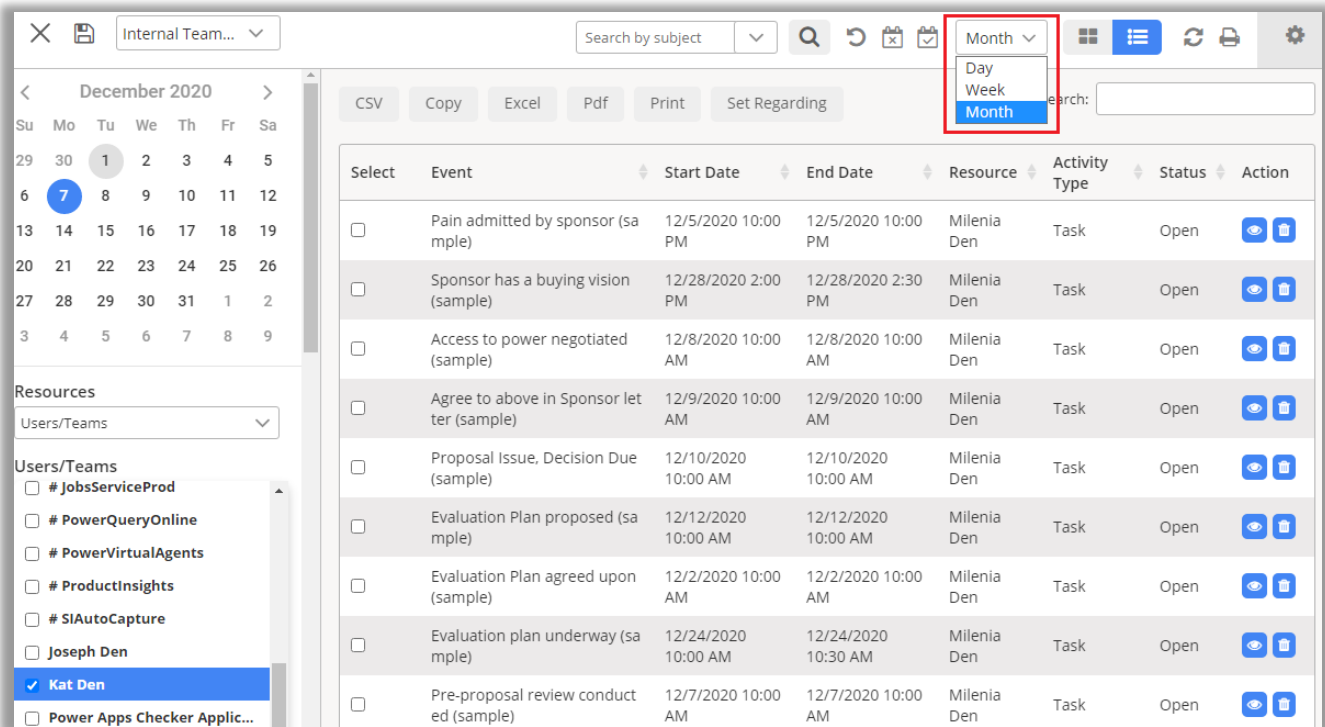 Internal Team...
Search by subject
Month
Day
Week
Month
December 2020
Su Mo Tu We Th Fr Sa
29 30 1 2 3 4 5
6 7 8 9 10 11 12
13 14 15 16 17 18 19
20 21 22 23 24 25 26
27 28 29 30 31 1 2
3 4 5 6 7 8 9
Resources
Users/Teams
Users/Teams
# JobsServiceProd
# PowerQueryOnline
# PowerVirtualAgents
# ProductInsights
# SIAutoCapture
Joseph Den
Kat Den
Power Apps Checker Applic...
CSV Copy Excel Pdf Print Set Regarding
earch:
Select Event Start Date End Date Resource Activity Type Status Action
Pain admitted by sponsor (sa 12/5/2020 10:00 12/5/2020 10:00 Milenia Task Open
mple) PM PM Den
Sponsor has a buying vision 12/28/2020 2:00 12/28/2020 2:30 Milenia Task Open
(sample) PM PM Den
Access to power negotiated 12/8/2020 10:00 12/8/2020 10:00 Milenia Task Open
(sample) AM AM Den
Agree to above in Sponsor let 12/9/2020 10:00 12/9/2020 10:00 Milenia Task Open
ter (sample) AM AM Den
Proposal Issue, Decision Due 12/10/2020 12/10/2020 Milenia Task Open
(sample) 10:00 AM 10:00 AM Den
Evaluation Plan proposed (sa 12/12/2020 12/12/2020 Milenia Task Open
mple) 10:00 AM 10:00 AM Den
Evaluation Plan agreed upon 12/2/2020 10:00 12/2/2020 10:00 Milenia Task Open
(sample) AM AM Den
Evaluation plan underway (sa 12/24/2020 12/24/2020 Milenia Task Open
mple) 10:00 AM 10:30 AM Den
Pre-proposal review conduct 12/7/2020 10:00 12/7/2020 10:00 Milenia Task Open
ed (sample) AM AM Den